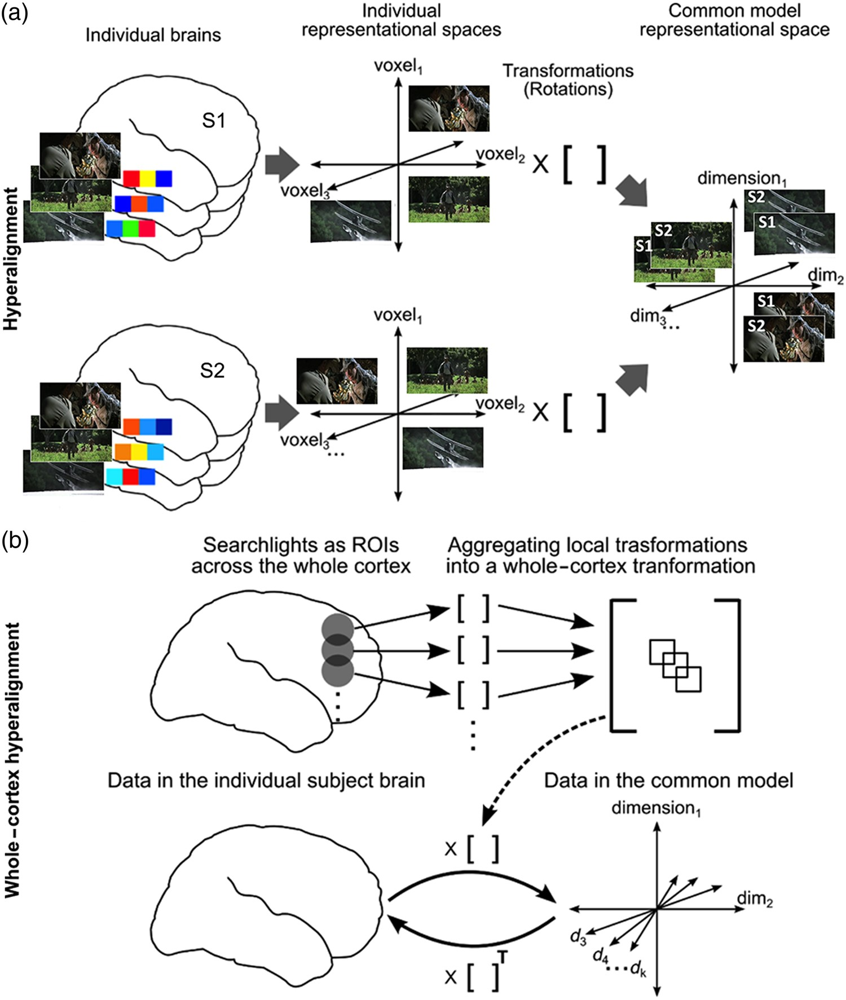 (a)
Individual brains
Individual
representational spaces
Common model
representational space
Transformations
(Rotations)
Hyperalignment
S1
voxel1
voxel2
voxel3
X [ ]
S2
voxel1
voxel2
voxel3
...
X [ ]
dimension1
S2
S1
S2
S1
dim2
dim3
...
S1
S2
(b)
Whole-cortex hyperalignment
Searchlights as ROIs
across the whole cortex
Aggregating local trasformations
into a whole-cortex tranformation
[ ]
[ ]
[ ]
Data in the individual subject brain
Data in the common model
X [ ]
X [ ]T
dimension1
dim2
d3
d4
...dk